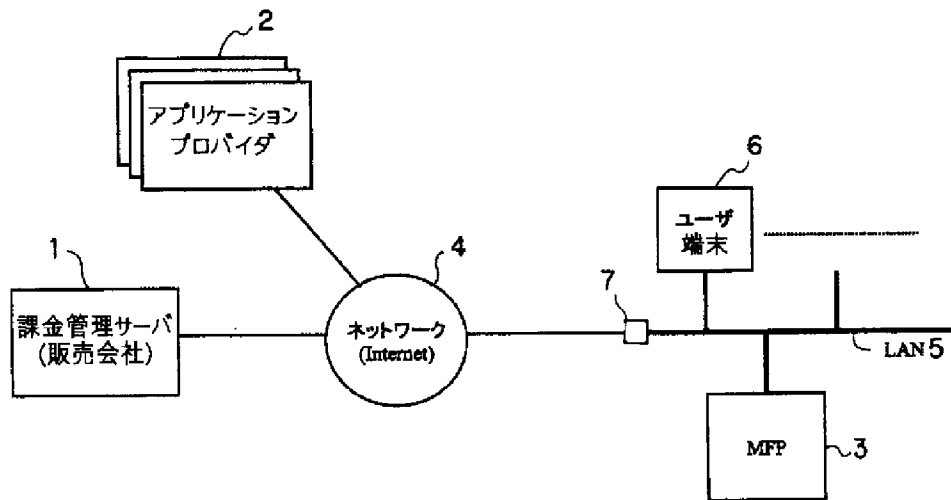 2
アプリケーション
プロバイダ
6
ユーザ
端末
1
課金管理サーバ
(販売会社)
4
ネットワーク
(Internet)
7
LAN 5
MFP
3